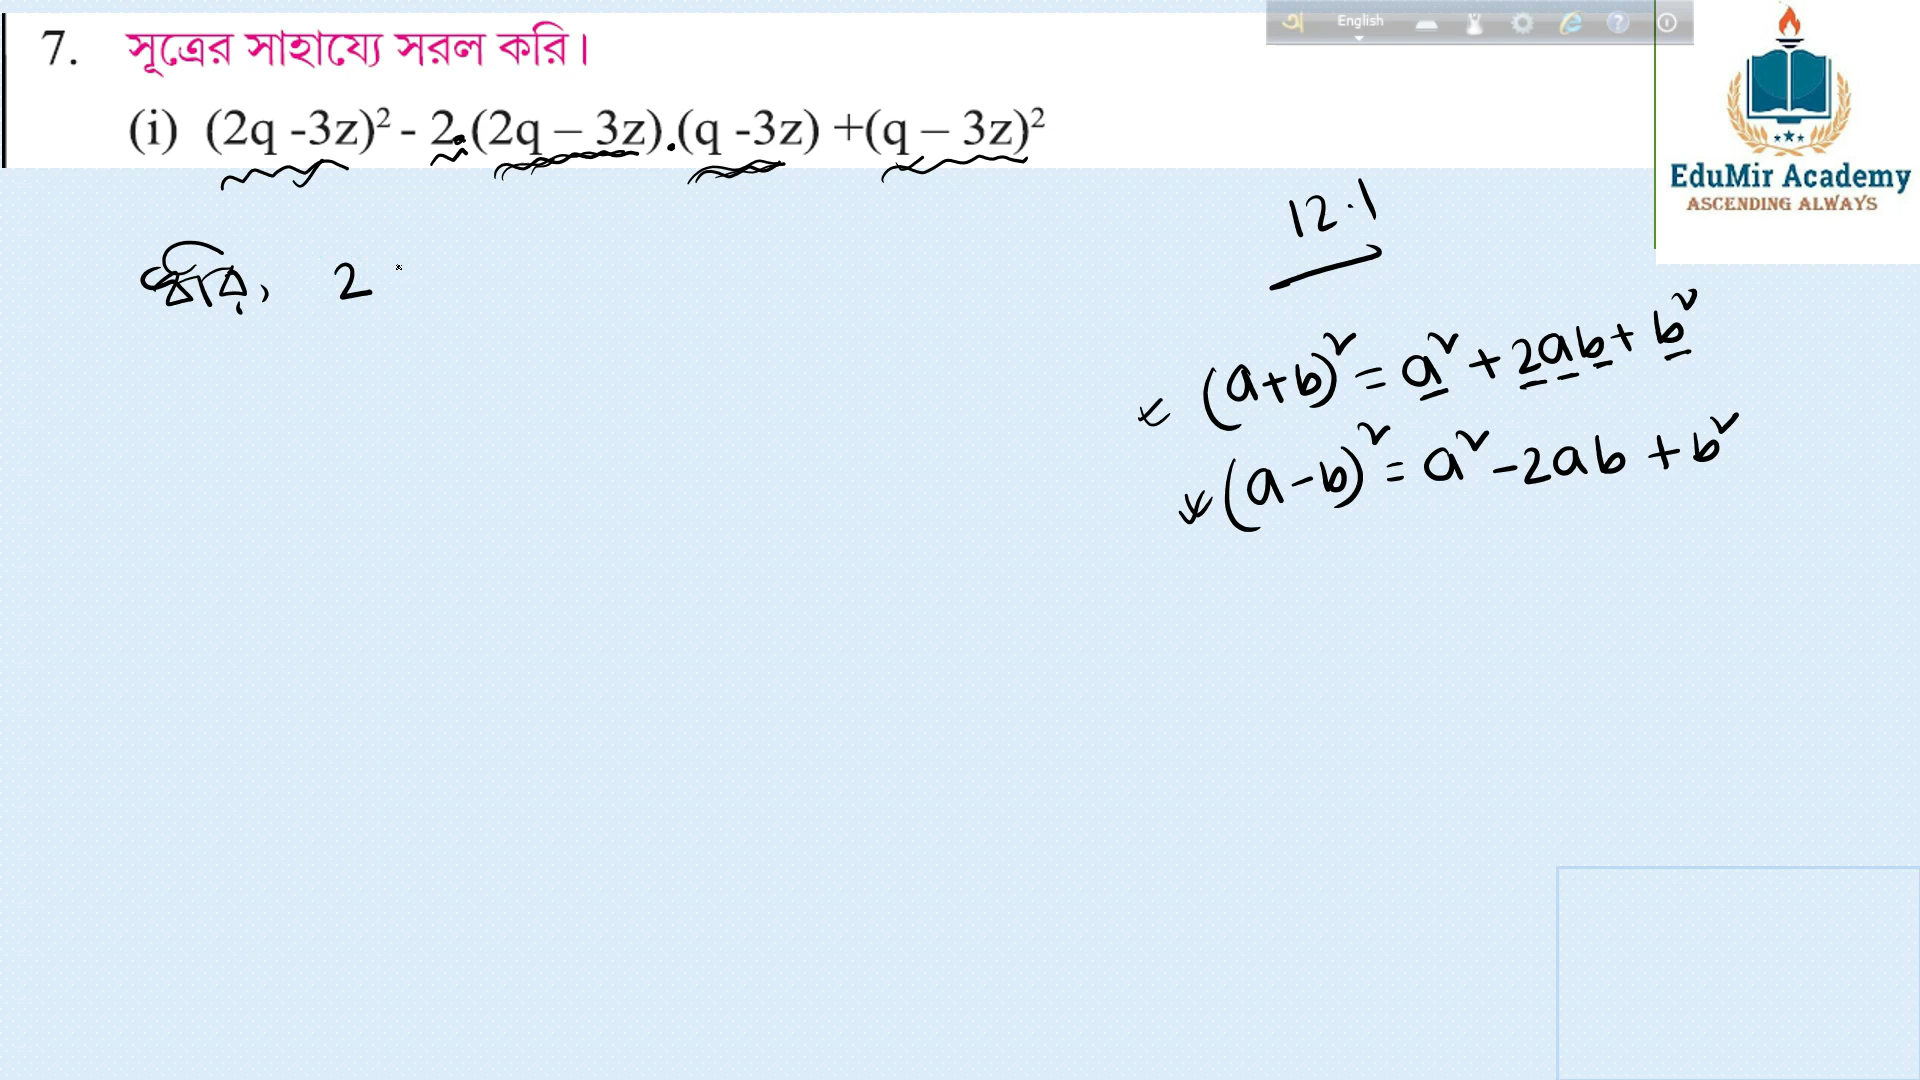 7. সূত্রের সাহায্যে সরল করি।
(i) (2q -3z)² - 2.(2q – 3z).(q -3z) +(q – 3z)²
English
EduMir Academy
ASCENDING ALWAYS
12.1
ধরি, 2
(a+b)² = a² + 2ab + b²
(a-b)² = a² - 2ab + b²